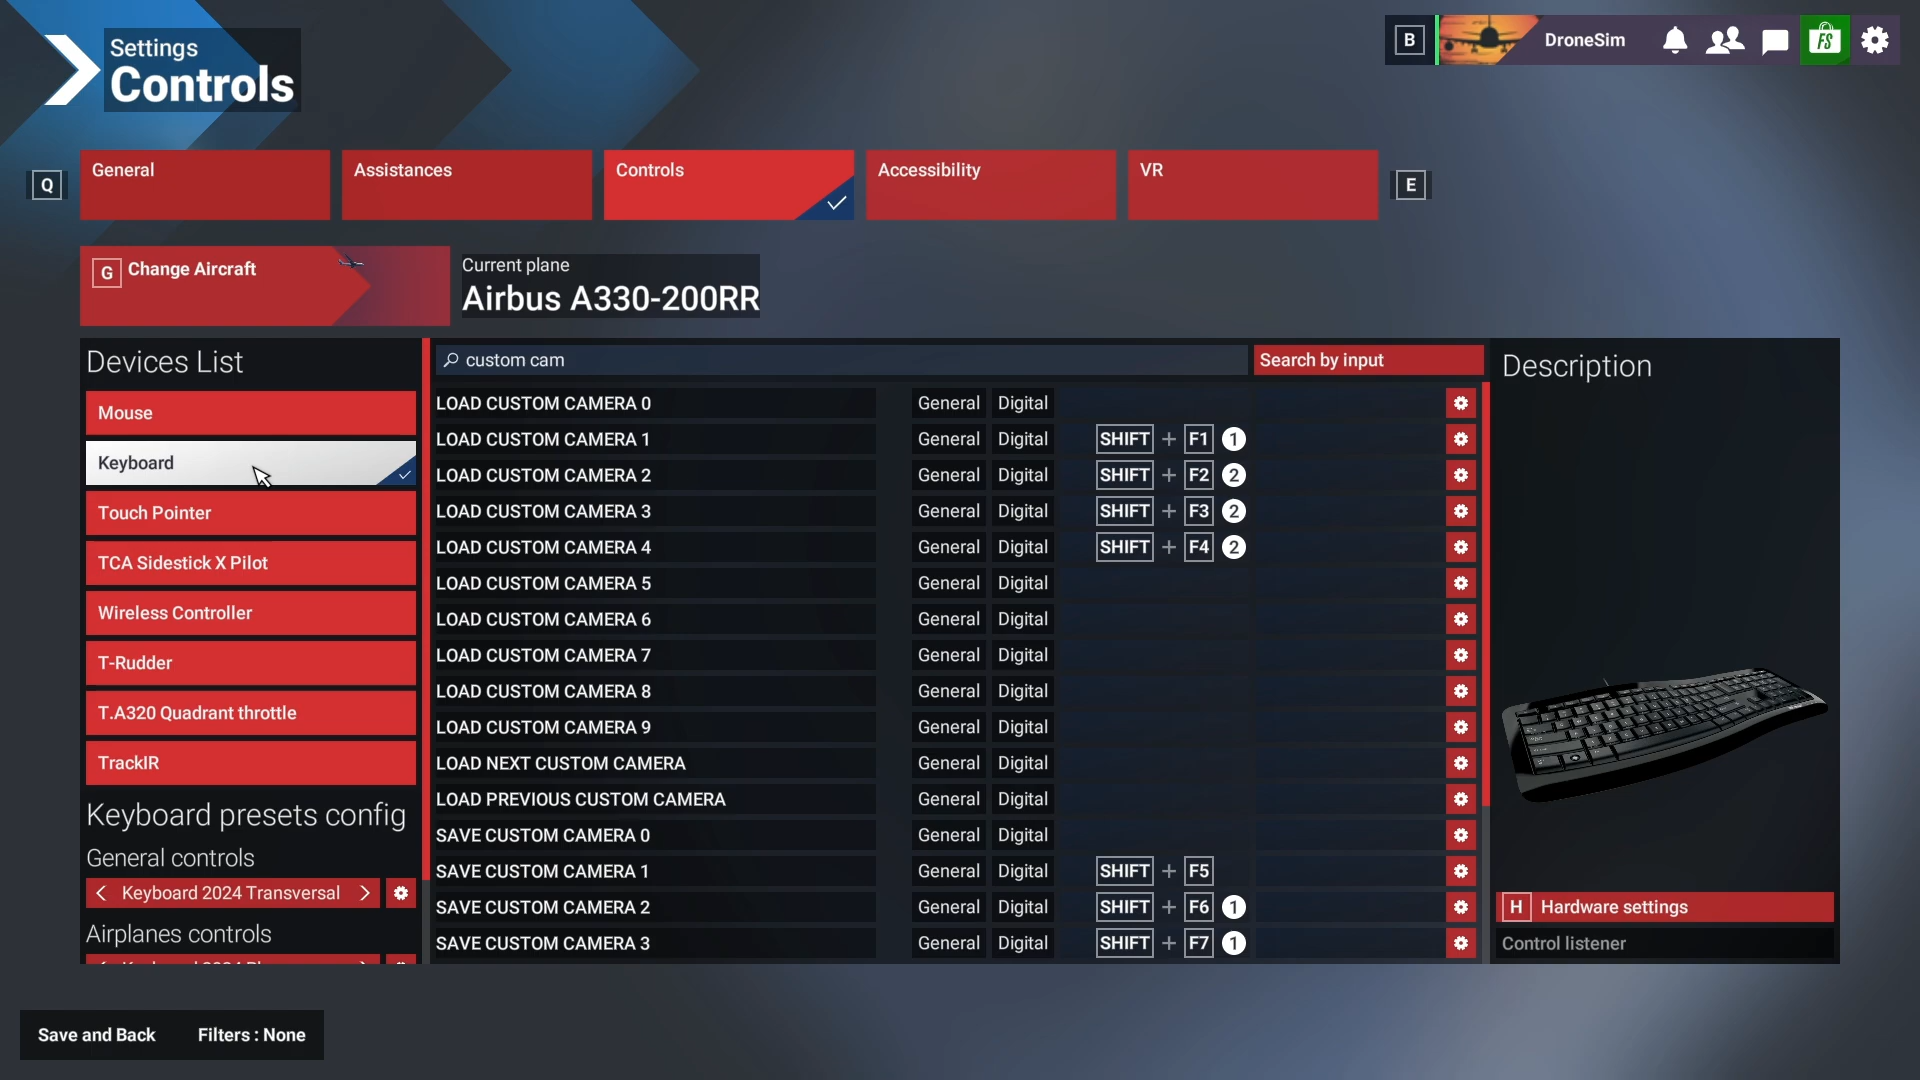 Settings
Controls
B
DroneSim
FS
Q
General
Assistances
Controls
Accessibility
VR
E
G Change Aircraft
Current plane
Airbus A330-200RR
Devices List
Mouse
Keyboard
Touch Pointer
TCA Sidestick X Pilot
Wireless Controller
T-Rudder
T.A320 Quadrant throttle
TrackIR
Keyboard presets config
General controls
Keyboard 2024 Transversal
Airplanes controls
custom cam
Search by input
LOAD CUSTOM CAMERA 0 General Digital
LOAD CUSTOM CAMERA 1 General Digital SHIFT + F1 1
LOAD CUSTOM CAMERA 2 General Digital SHIFT + F2 2
LOAD CUSTOM CAMERA 3 General Digital SHIFT + F3 2
LOAD CUSTOM CAMERA 4 General Digital SHIFT + F4 2
LOAD CUSTOM CAMERA 5 General Digital
LOAD CUSTOM CAMERA 6 General Digital
LOAD CUSTOM CAMERA 7 General Digital
LOAD CUSTOM CAMERA 8 General Digital
LOAD CUSTOM CAMERA 9 General Digital
LOAD NEXT CUSTOM CAMERA General Digital
LOAD PREVIOUS CUSTOM CAMERA General Digital
SAVE CUSTOM CAMERA 0 General Digital
SAVE CUSTOM CAMERA 1 General Digital SHIFT + F5
SAVE CUSTOM CAMERA 2 General Digital SHIFT + F6 1
SAVE CUSTOM CAMERA 3 General Digital SHIFT + F7 1
Description
H Hardware settings
Control listener
Save and Back
Filters : None